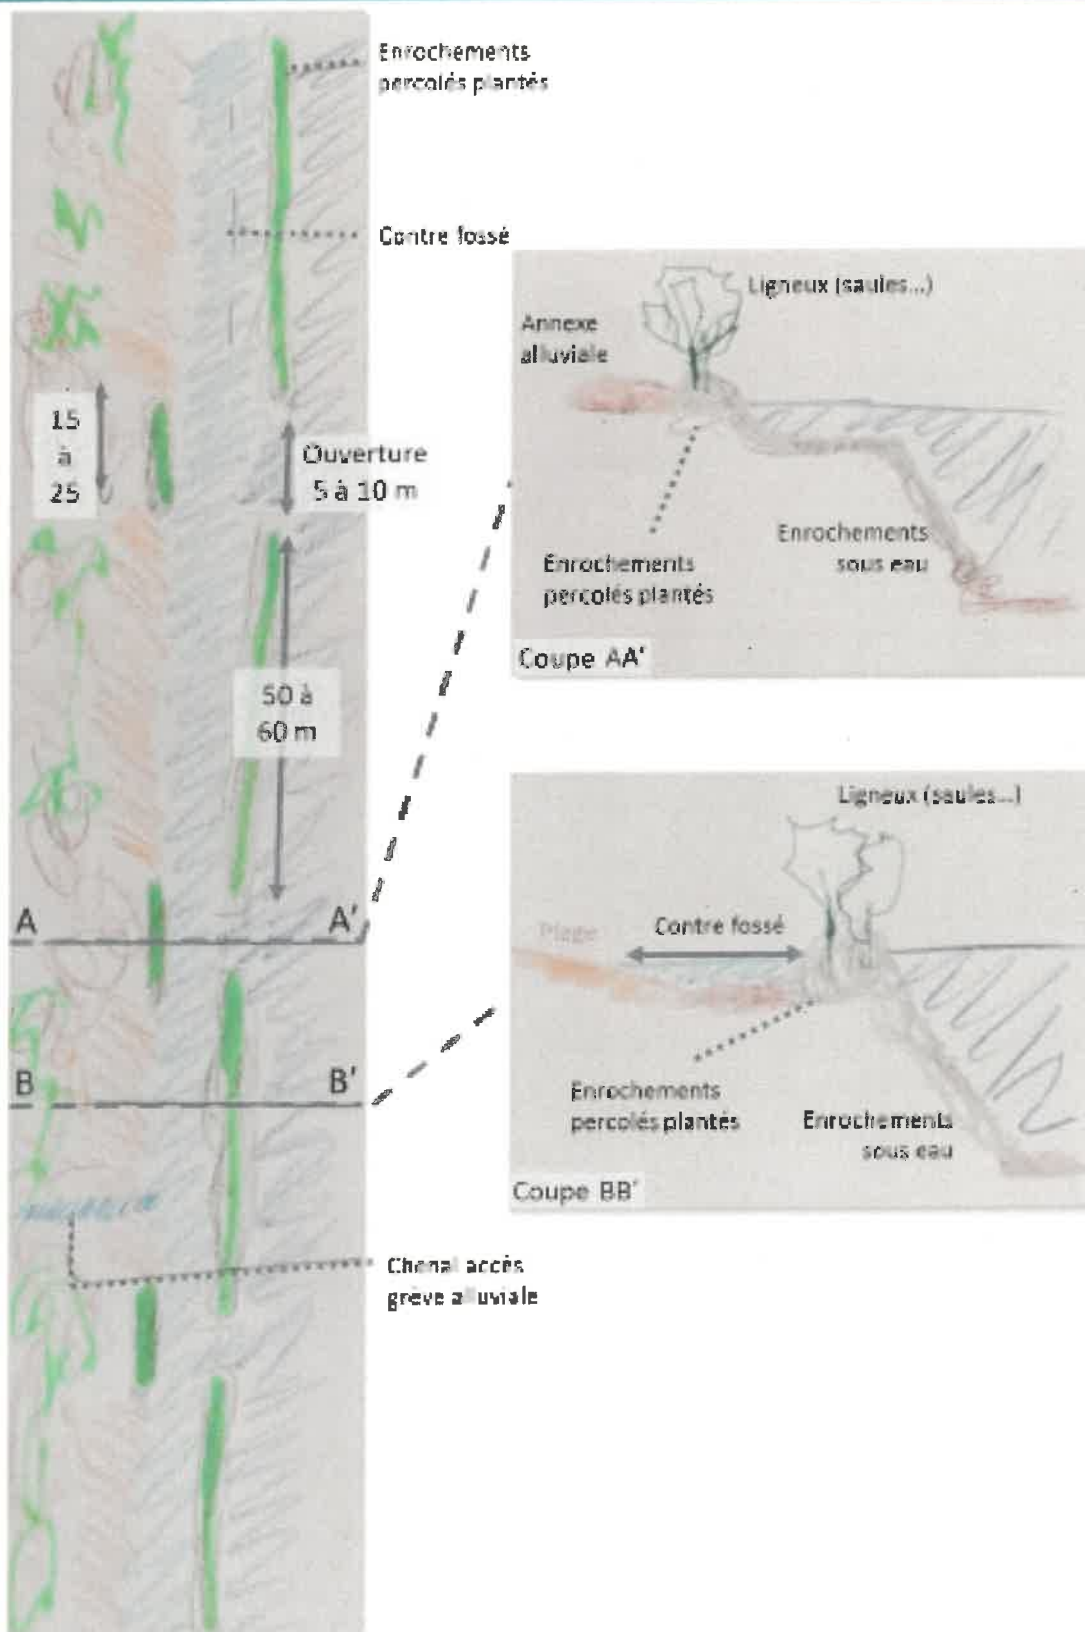 Enrochements
percolés plantés
Contre fossé
15
à
25
Ouverture
5 à 10 m
50 à
60 m
A
A'
B
B'
Chenal accès
grève alluviale
Ligneux (saules...)
Annexe
alluviale
Enrochements
sous eau
Enrochements
percolés plantés
Coupe AA'
Ligneux (saules...)
Plage
Contre fossé
Enrochements
percolés plantés
Enrochements
sous eau
Coupe BB'